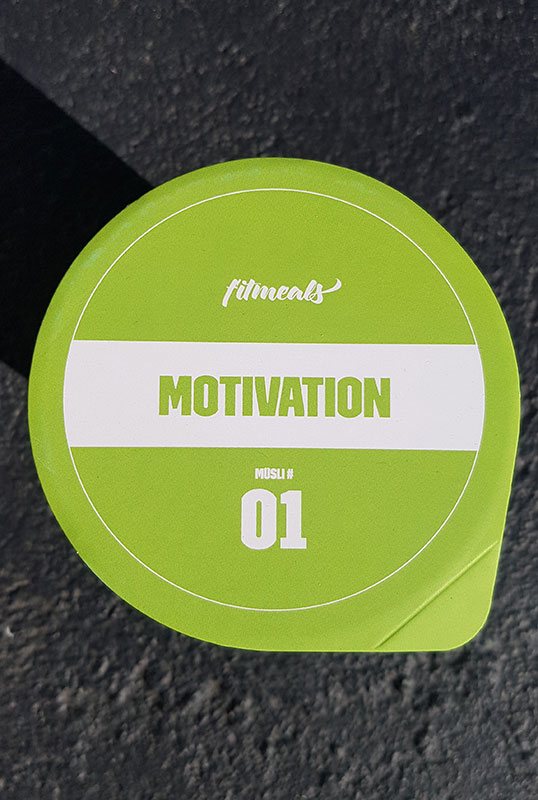 fitmeals
MOTIVATION
MÜSLI #
01